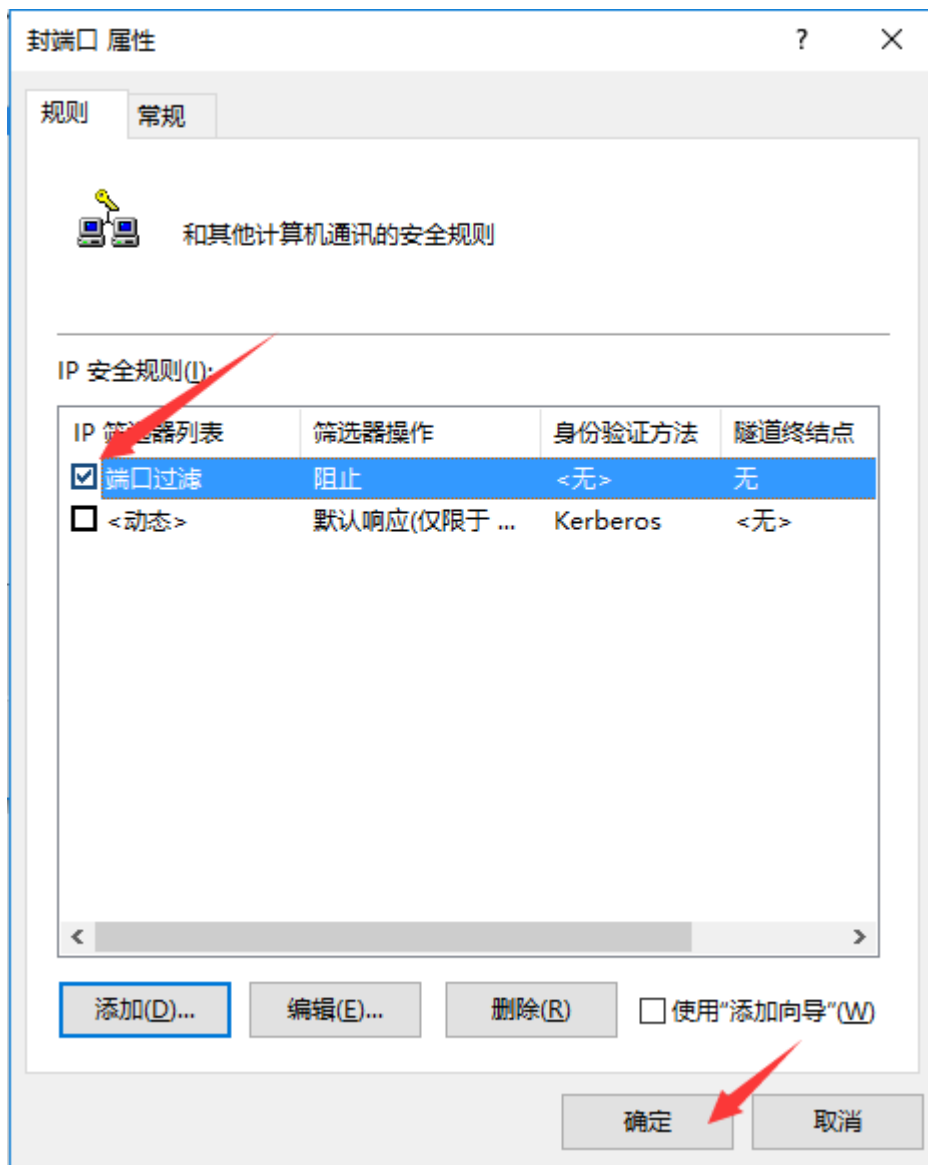 封端口 属性
规则 常规
和其他计算机通讯的安全规则
IP 安全规则(I):
IP 筛选器列表 筛选器操作 身份验证方法 隧道终结点
端口过滤 阻止 <无> 无
<动态> 默认响应(仅限于 ... Kerberos <无>
添加(D)... 编辑(E)... 删除(R) 使用“添加向导”(W)
确定 取消